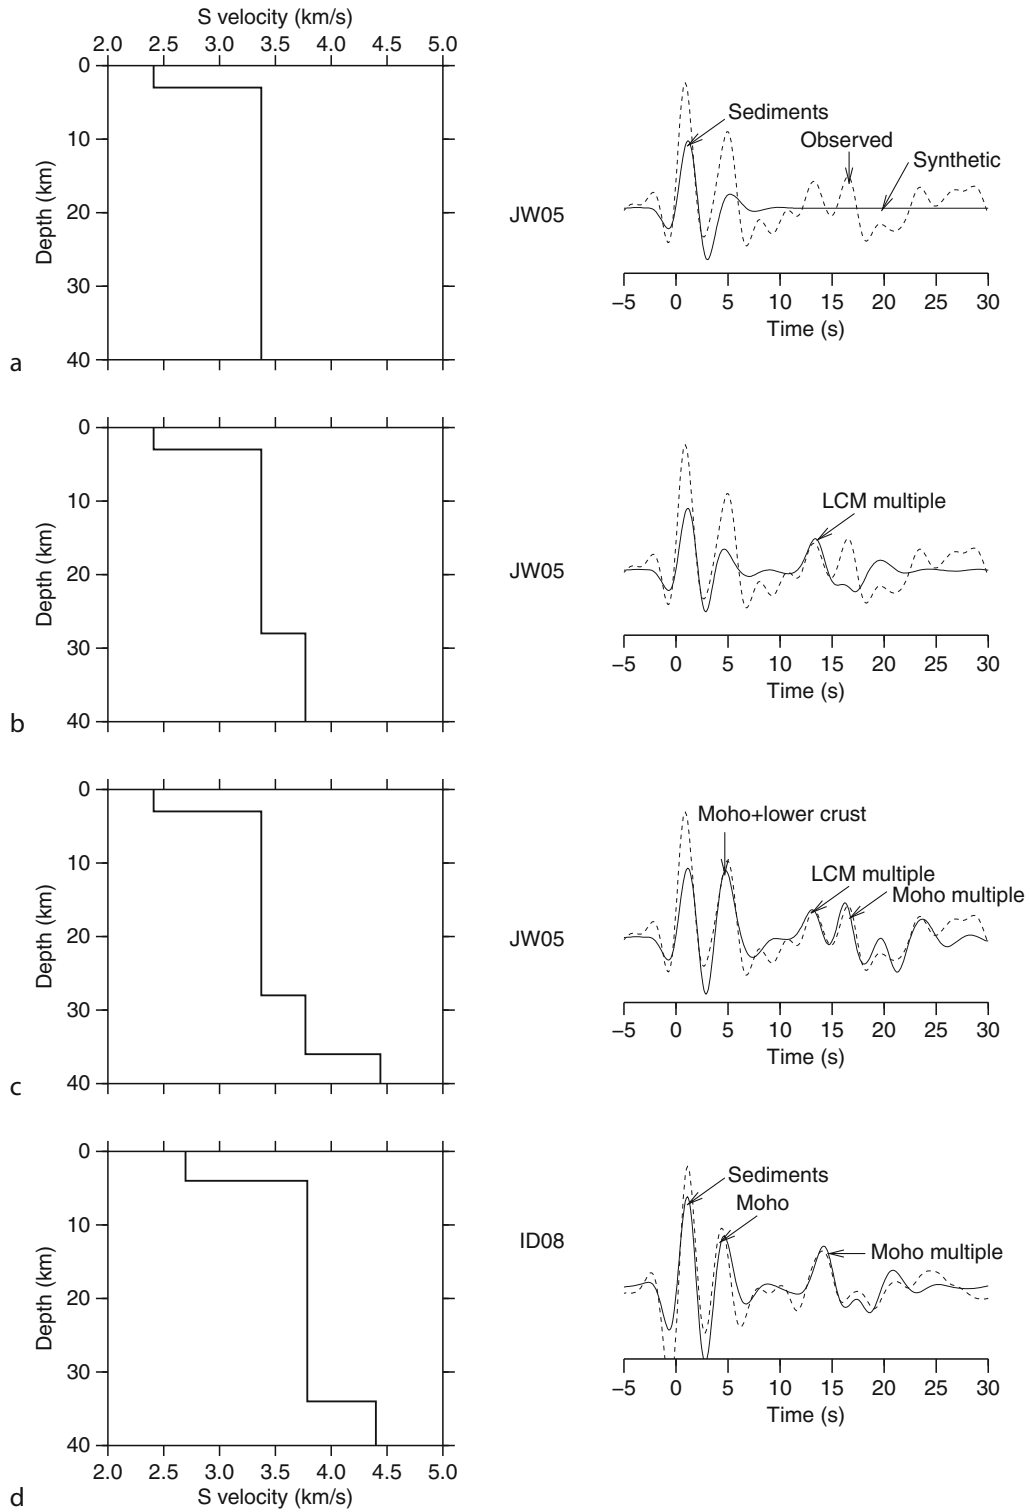 S velocity (km/s)
2.0 2.5 3.0 3.5 4.0 4.5 5.0
0
10
20
30
40
Depth (km)
a
JW05
Sediments
Observed
Synthetic
−5 0 5 10 15 20 25 30
Time (s)
0
10
20
30
40
Depth (km)
b
JW05
LCM multiple
−5 0 5 10 15 20 25 30
Time (s)
0
10
20
30
40
Depth (km)
c
JW05
Moho+lower crust
LCM multiple
Moho multiple
−5 0 5 10 15 20 25 30
Time (s)
0
10
20
30
40
Depth (km)
2.0 2.5 3.0 3.5 4.0 4.5 5.0
S velocity (km/s)
d
ID08
Sediments
Moho
Moho multiple
−5 0 5 10 15 20 25 30
Time (s)